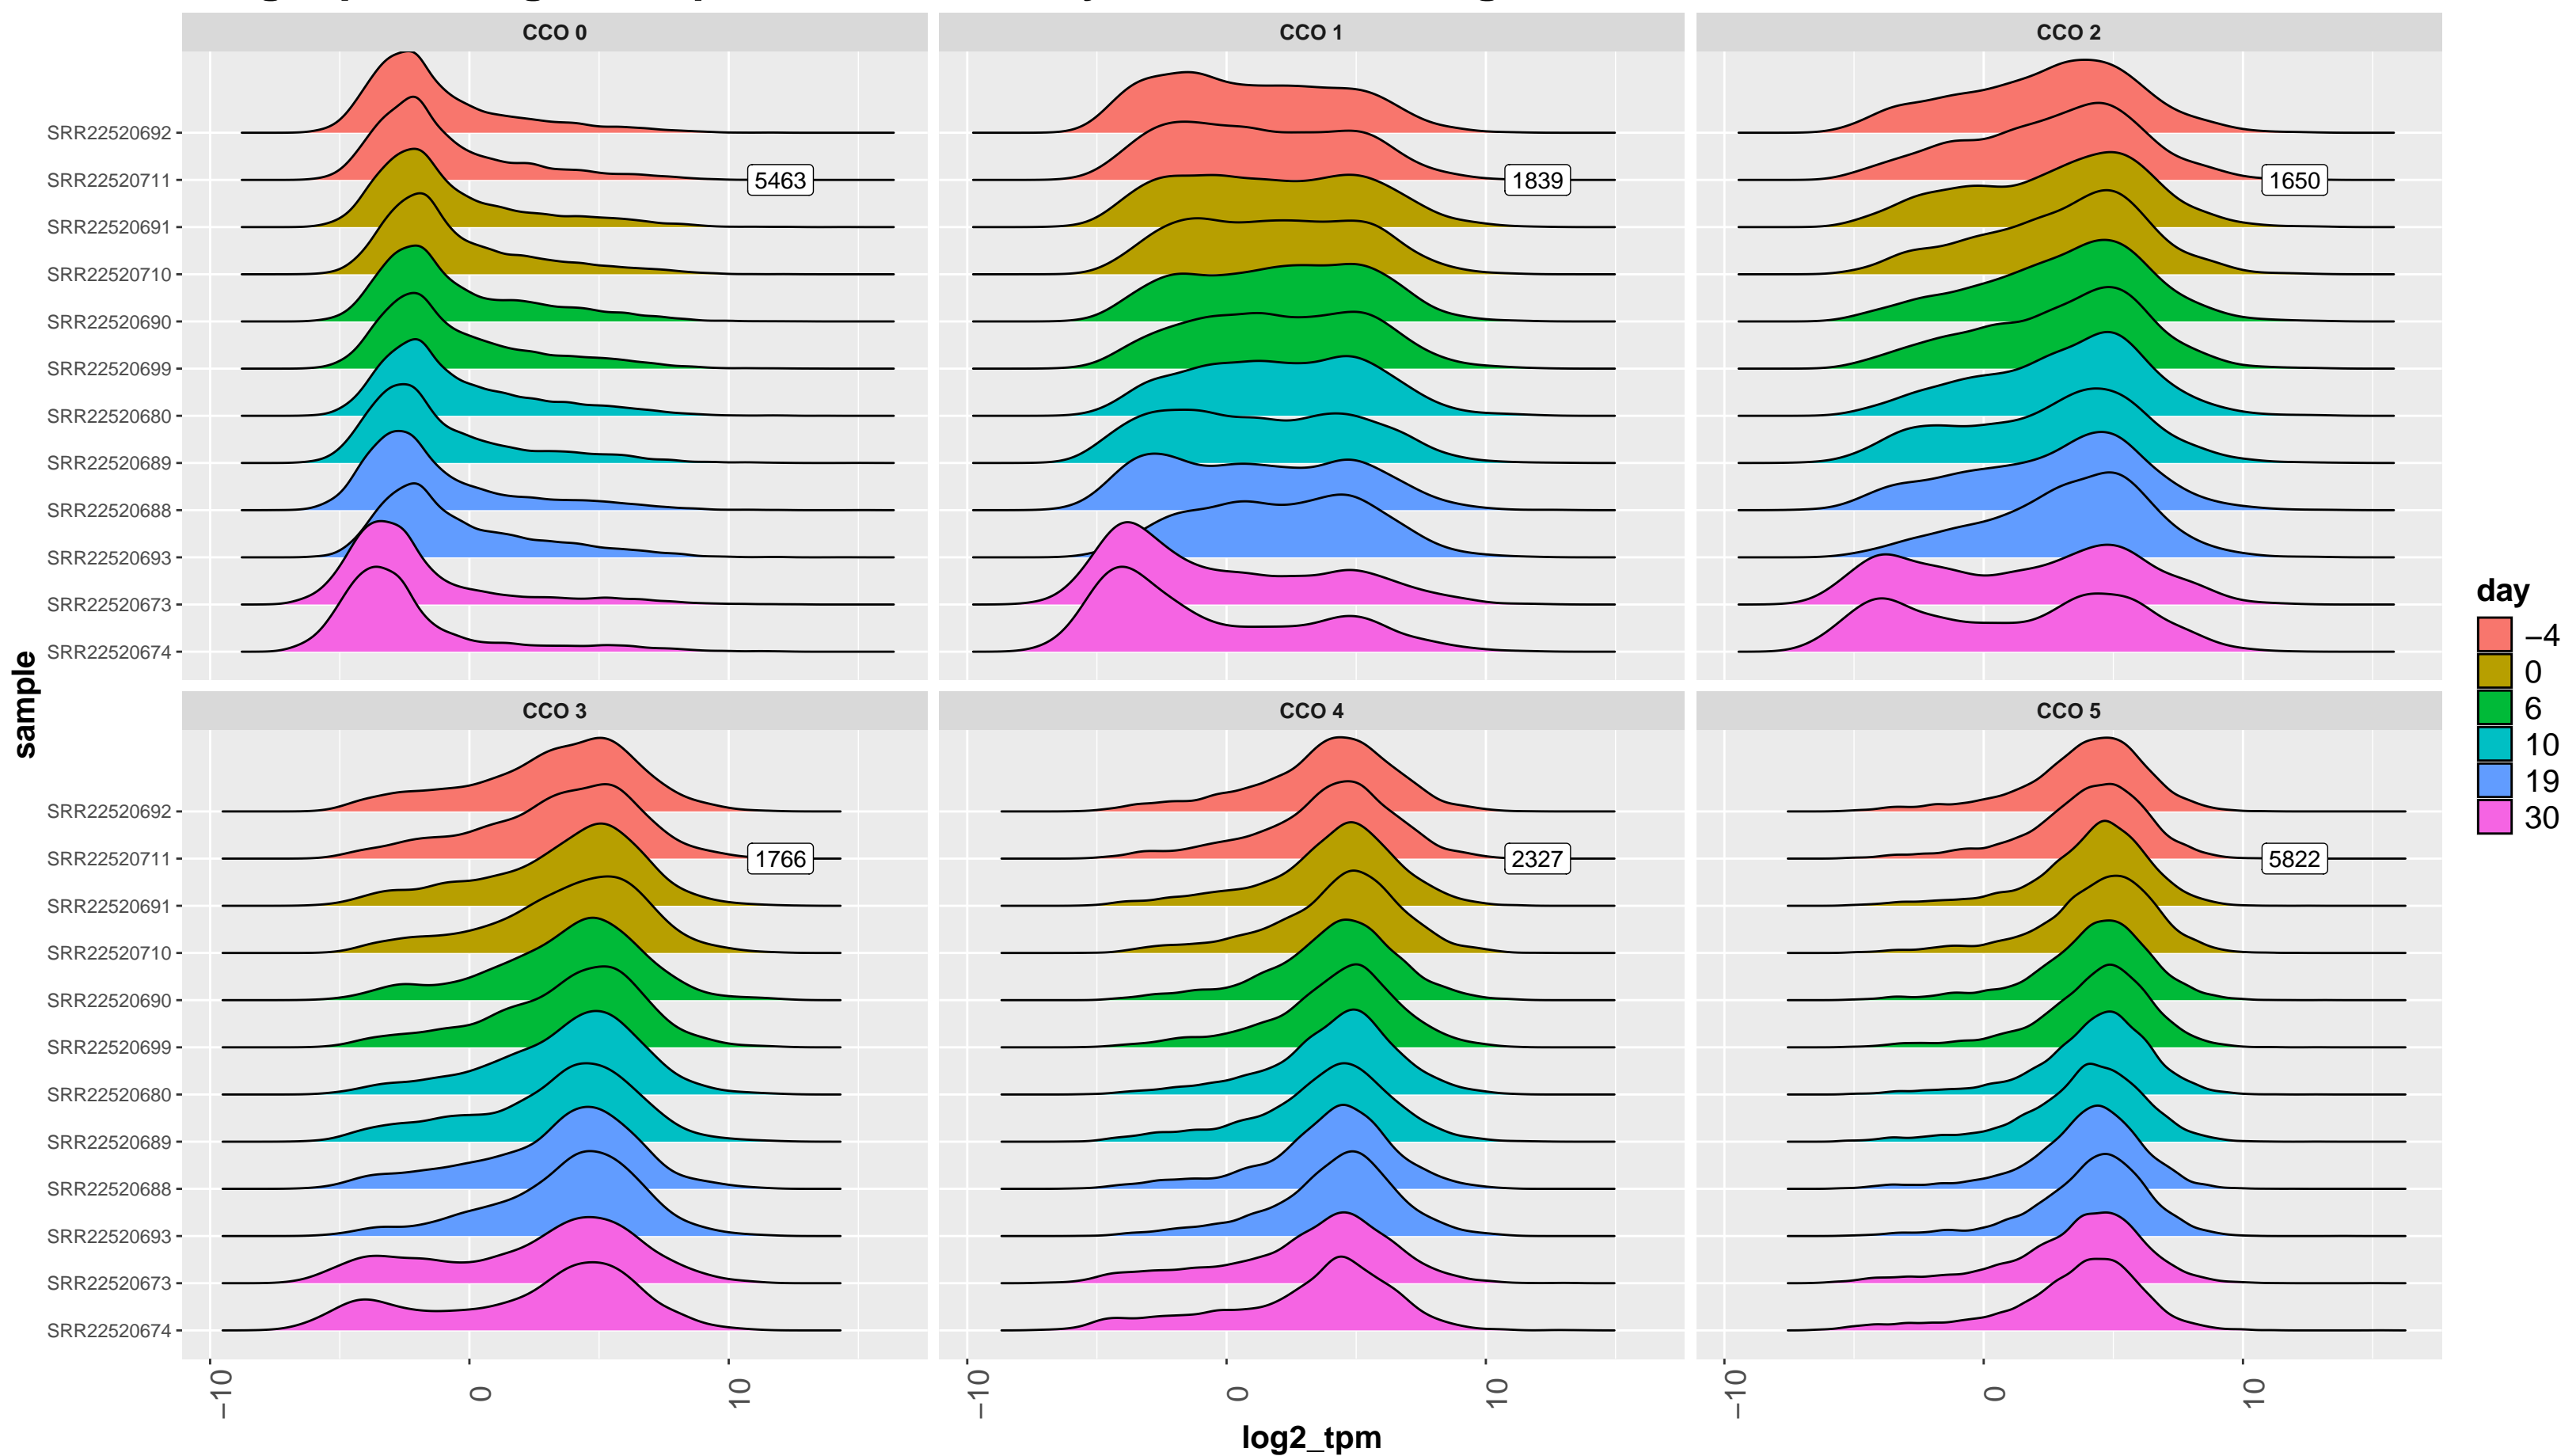 CCO 0
CCO 1
CCO 2
SRR22520692
SRR22520711
5463
1839
1650
SRR22520691
SRR22520710
SRR22520690
SRR22520699
SRR22520680
SRR22520689
SRR22520688
SRR22520693
SRR22520673
SRR22520674
sample
CCO 3
CCO 4
CCO 5
SRR22520692
SRR22520711
1766
2327
5822
SRR22520691
SRR22520710
SRR22520690
SRR22520699
SRR22520680
SRR22520689
SRR22520688
SRR22520693
SRR22520673
SRR22520674
−10
0
10
−10
0
10
−10
0
10
log2_tpm
day
−4
0
6
10
19
30